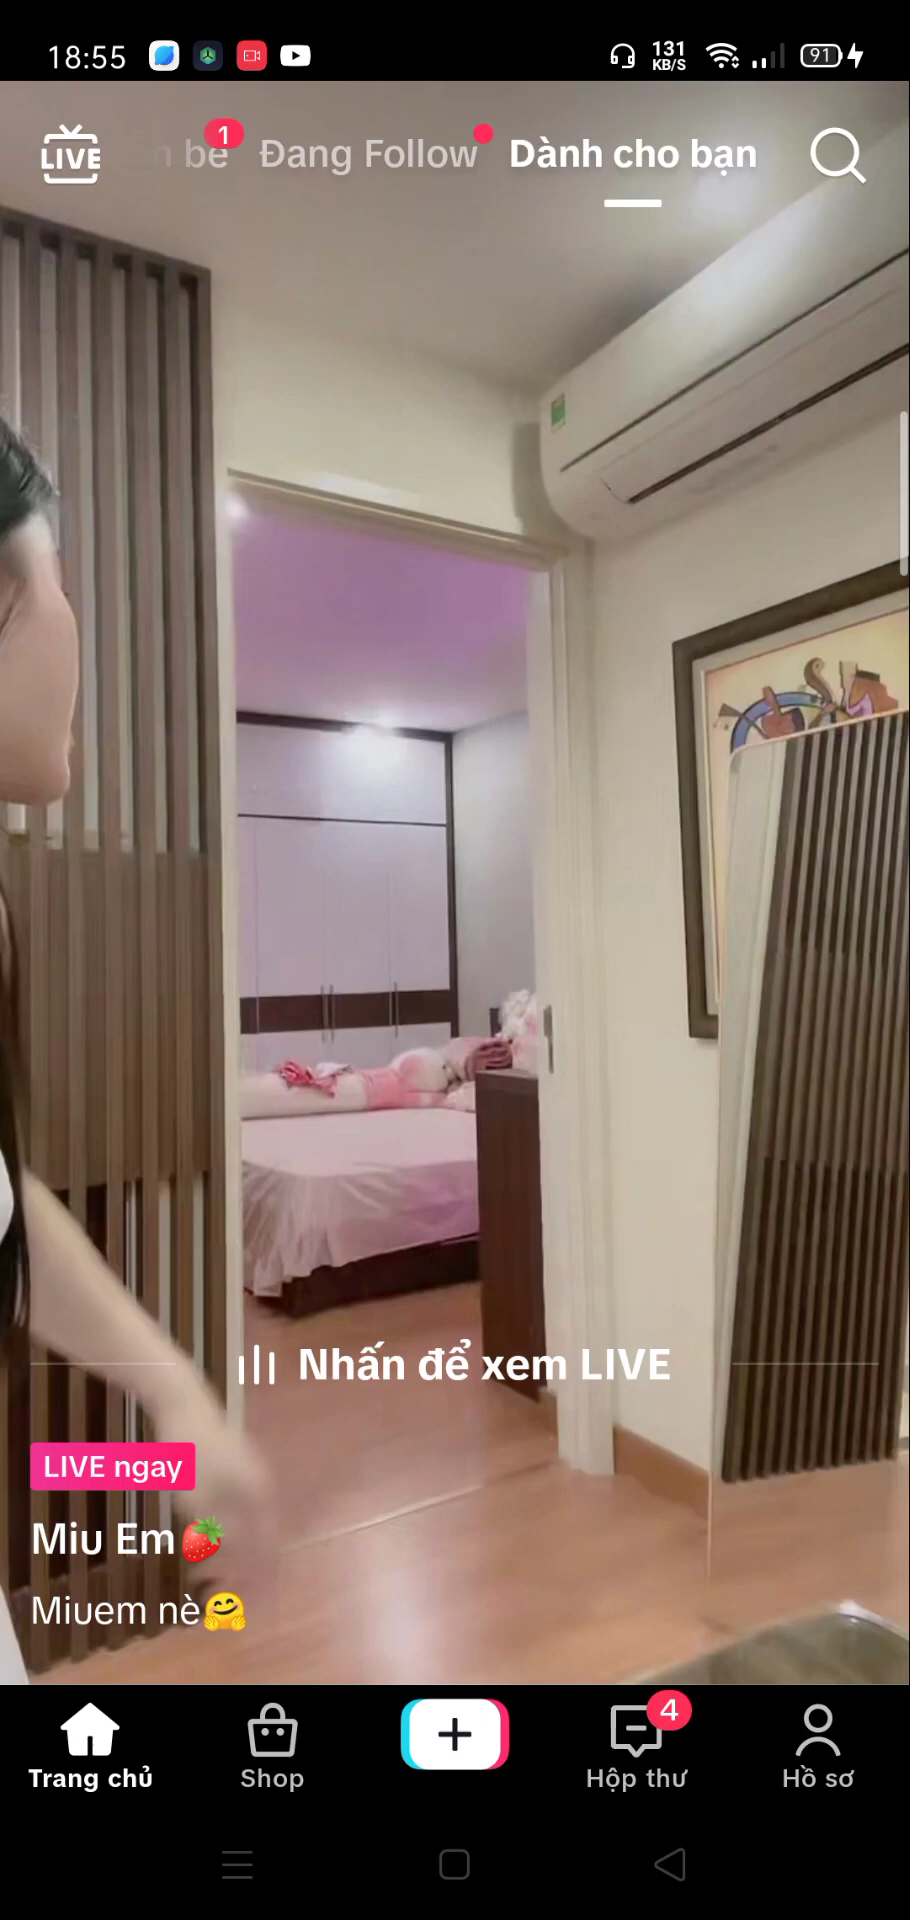 18:55
131
KB/S
91
LIVE
bè
1
Đang Follow
Dành cho bạn
Nhấn để xem LIVE
LIVE ngay
Miu Em🍓
Miuem nè🤗
Trang chủ
Shop
4
Hộp thư
Hồ sơ